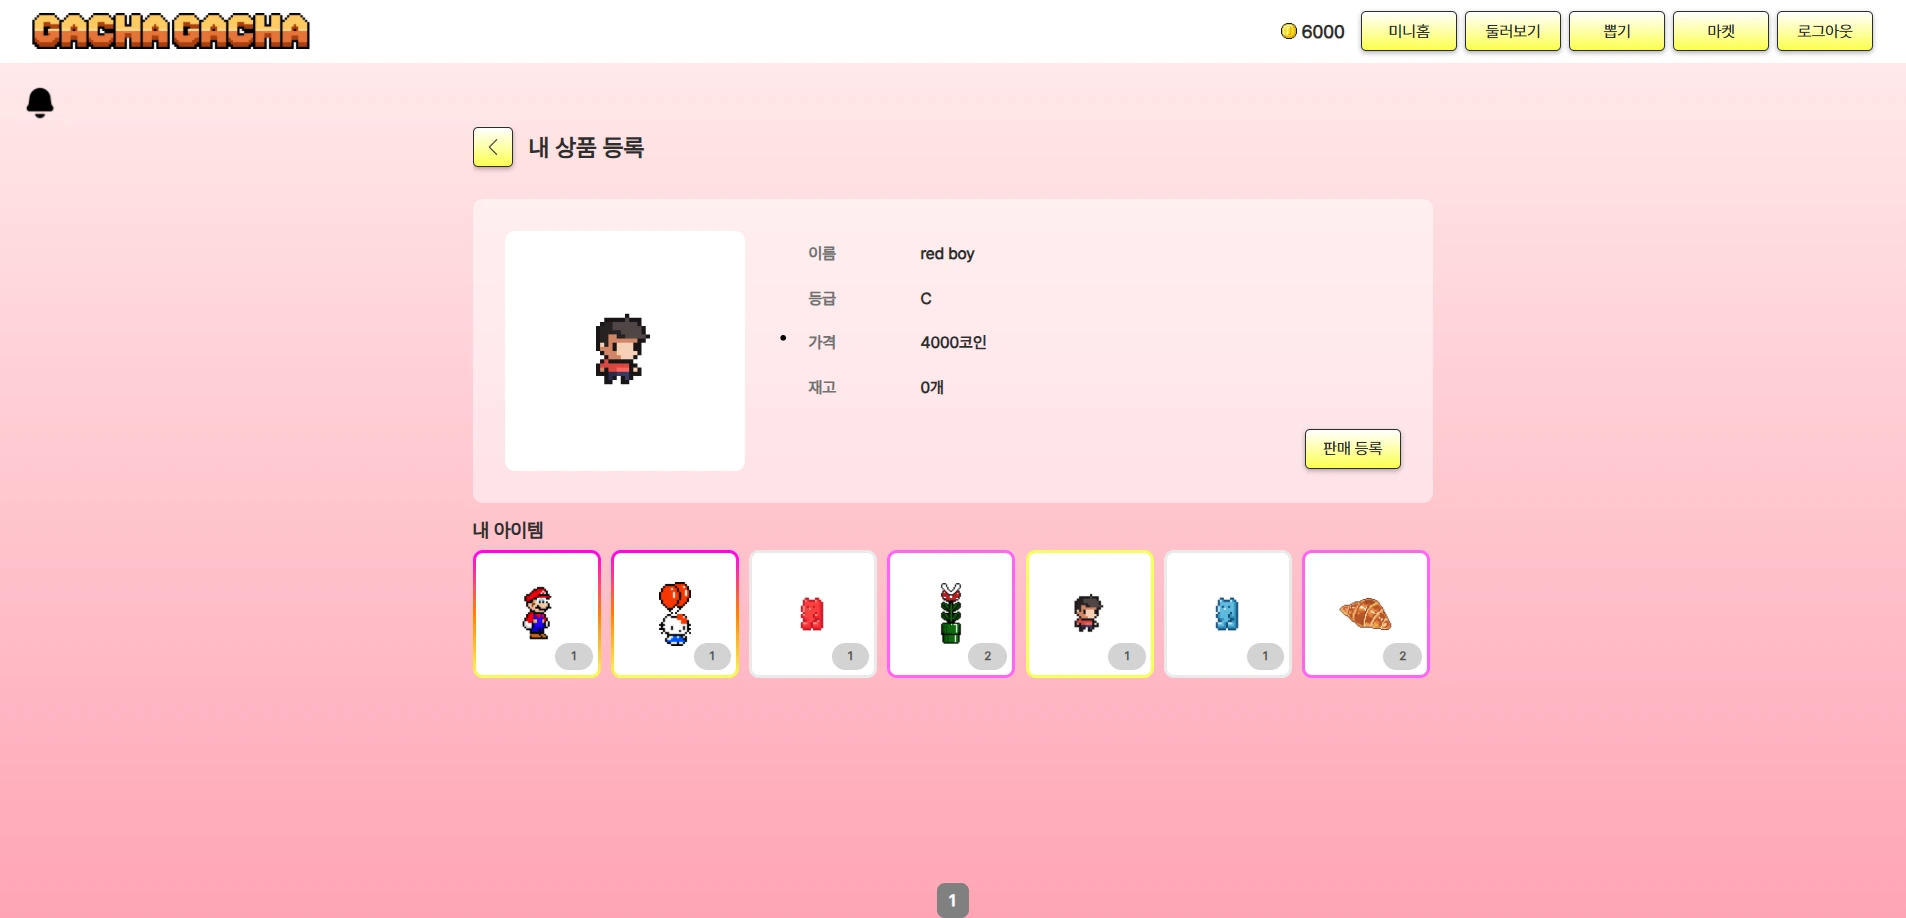 GACHA GACHA
6000
미니홈
둘러보기
뽑기
마켓
로그아웃
내 상품 등록
이름 red boy
등급 C
가격 4000코인
재고 0개
판매 등록
내 아이템
1
1
1
2
1
1
2
1